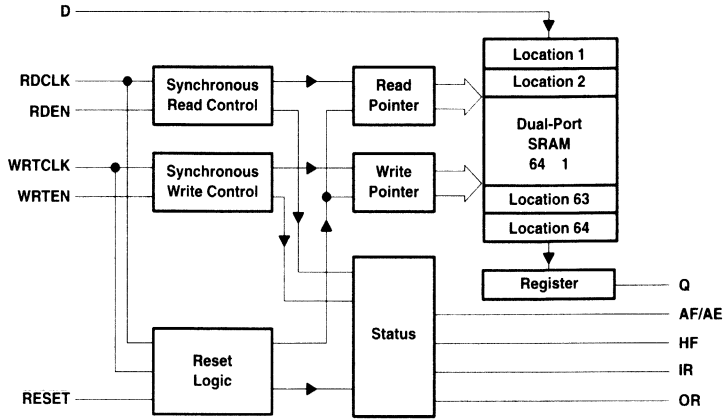 D
RDCLK
RDEN
WRTCLK
WRTEN
RESET
Synchronous
Read Control
Read
Pointer
Synchronous
Write Control
Write
Pointer
Reset
Logic
Status
Location 1
Location 2
Dual-Port
SRAM
64 1
Location 63
Location 64
Register
Q
AF/AE
HF
IR
OR